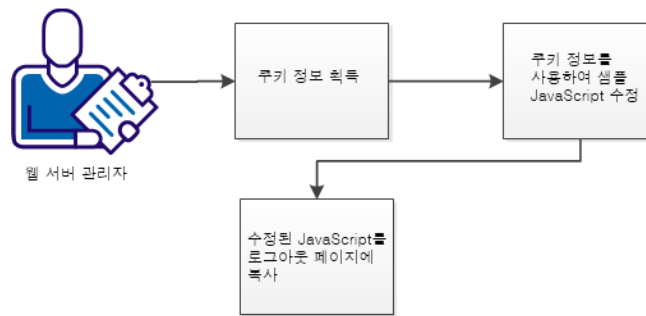 웹 서버 관리자
쿠키 정보 획득
쿠키 정보를
사용하여 샘플
JavaScript 수정
수정된 JavaScript를
로그아웃 페이지에
복사